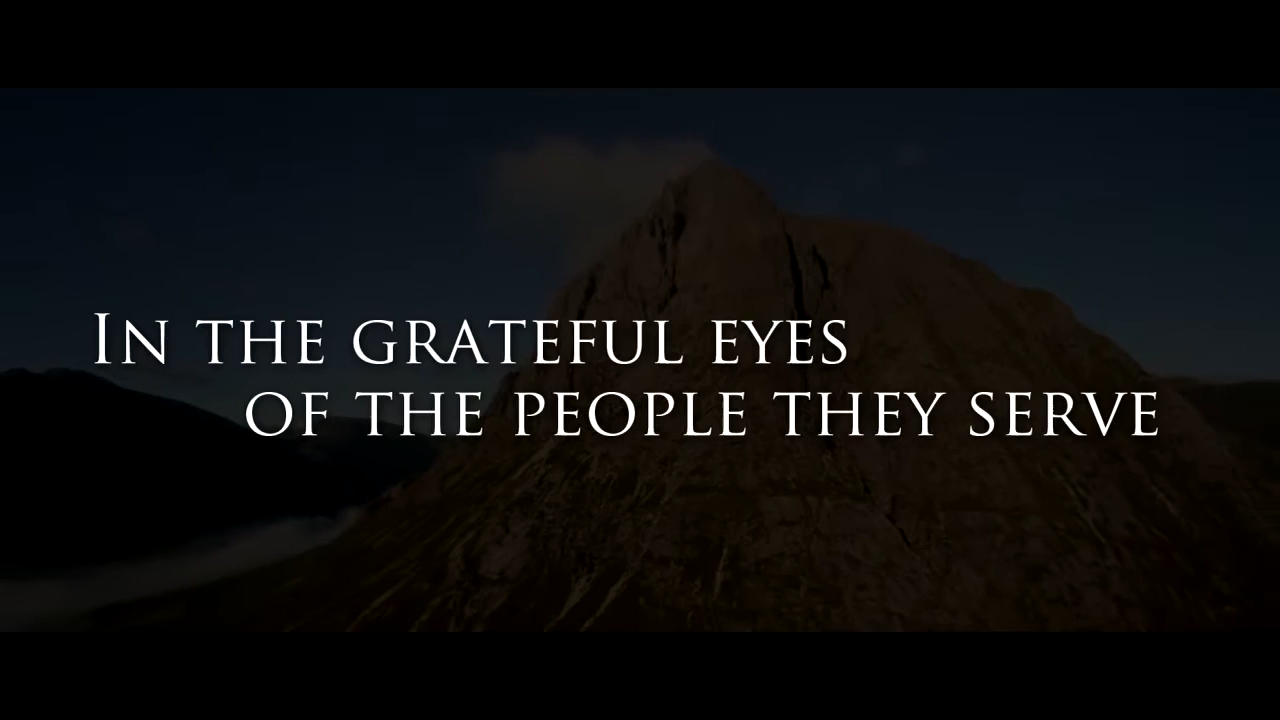 In the grateful eyes
of the people they serve